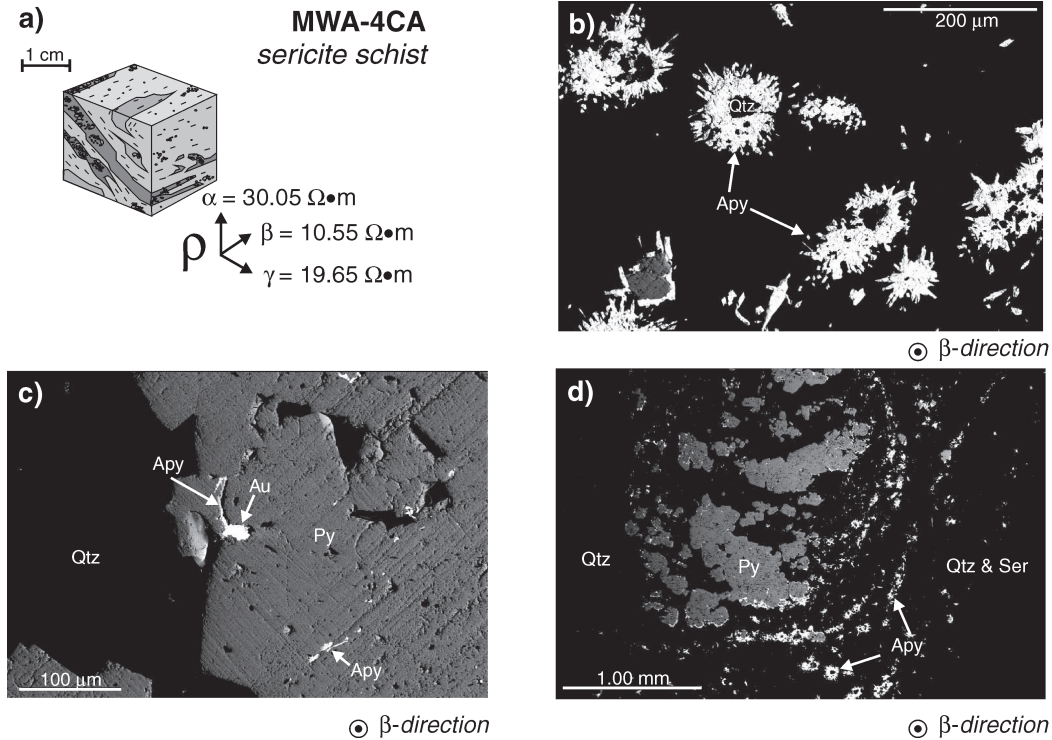 a)
MWA-4CA
sericite schist
1 cm
α = 30.05 Ω•m
ρ
β = 10.55 Ω•m
γ = 19.65 Ω•m
b)
200 µm
Qtz
Apy
β-direction
c)
Apy
Au
Py
Qtz
Apy
100 µm
β-direction
d)
Qtz
Py
Qtz & Ser
Apy
1.00 mm
β-direction